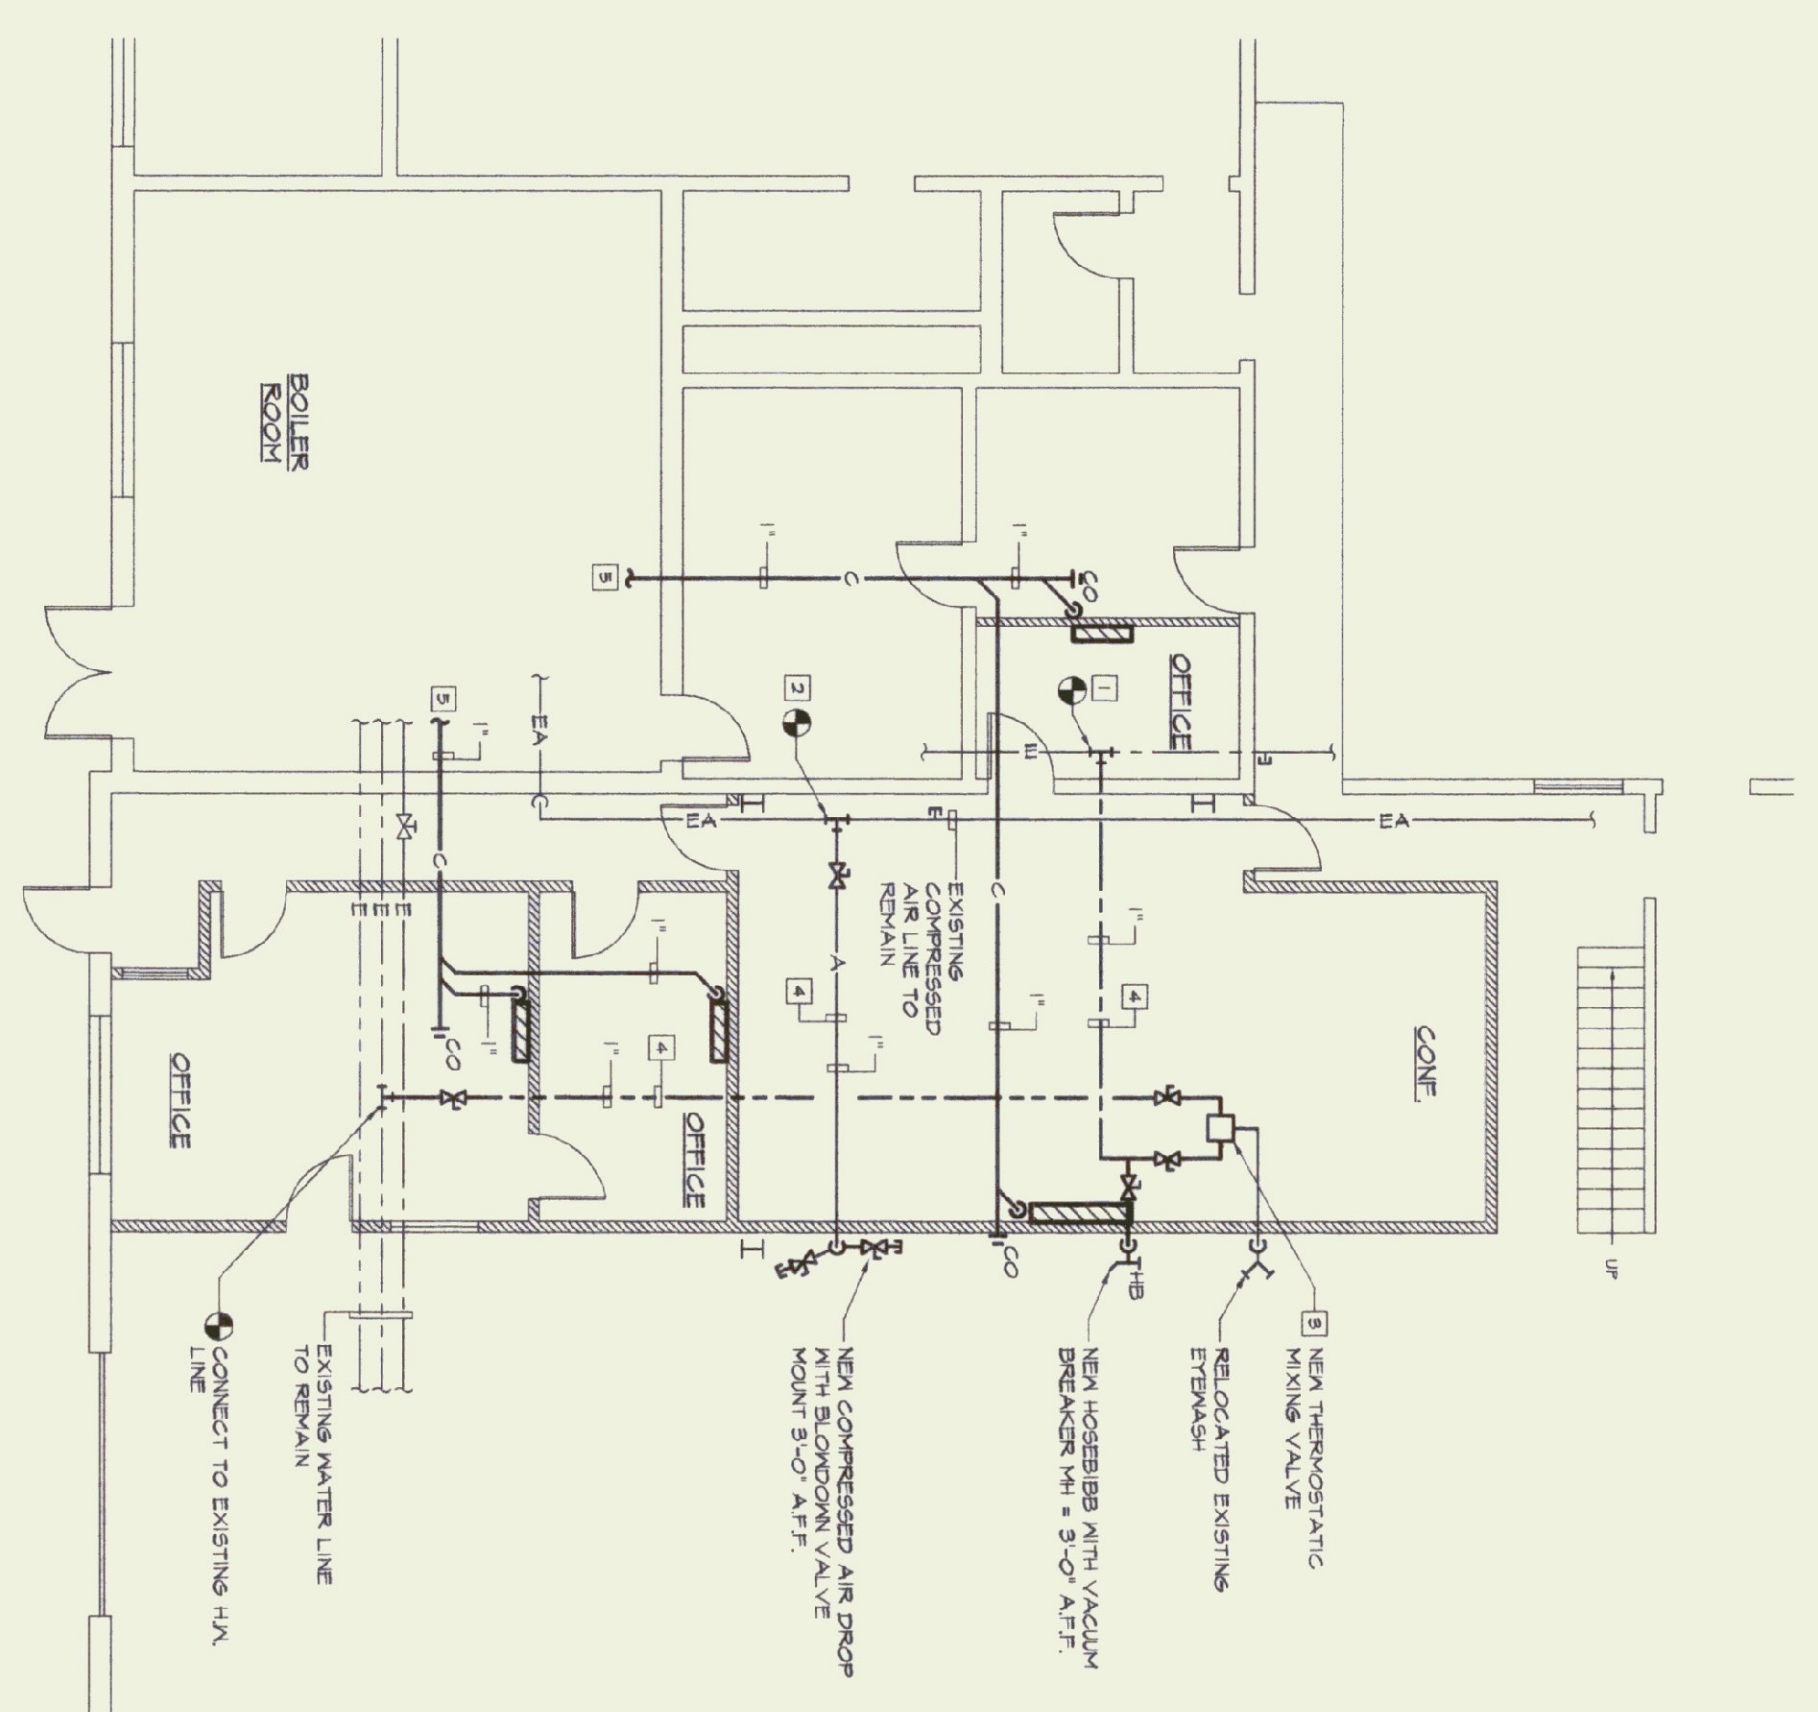 BOILER
ROOM
OFFICE
1
2
5
5
1"
1"
1"
C
CO
E
E
EA
EA
EA
E
C
C
EXISTING
COMPRESSED
AIR LINE TO
REMAIN
A
4
1"
1"
1"
4
CONF.
UP
E
E
E
1"
1"
CO
1"
4
OFFICE
OFFICE
CO
HB
3
NEW THERMOSTATIC
MIXING VALVE
RELOCATED EXISTING
EYEWASH
NEW HOSEBIBB WITH VACUUM
BREAKER MH = 3'-0" A.F.F.
NEW COMPRESSED AIR DROP
WITH BLOWDOWN VALVE
MOUNT 3'-0" A.F.F.
EXISTING WATER LINE
TO REMAIN
CONNECT TO EXISTING H.W.
LINE